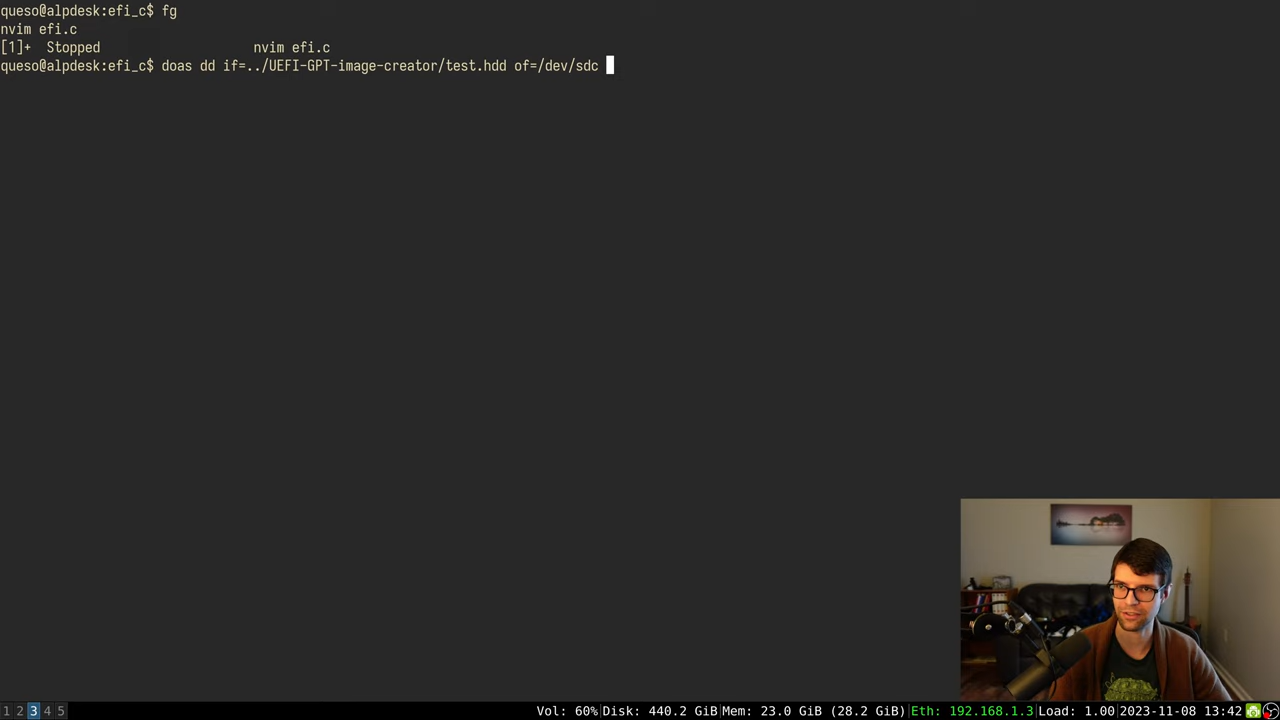 queso@alpdesk:efi_c$ fg
nvim efi.c
[1]+  Stopped                    nvim efi.c
queso@alpdesk:efi_c$ doas dd if=../UEFI-GPT-image-creator/test.hdd of=/dev/sdc
1 2 3 4 5 Vol: 60% Disk: 440.2 GiB Mem: 23.0 GiB (28.2 GiB) Eth: 192.168.1.3 Load: 1.00 2023-11-08 13:42